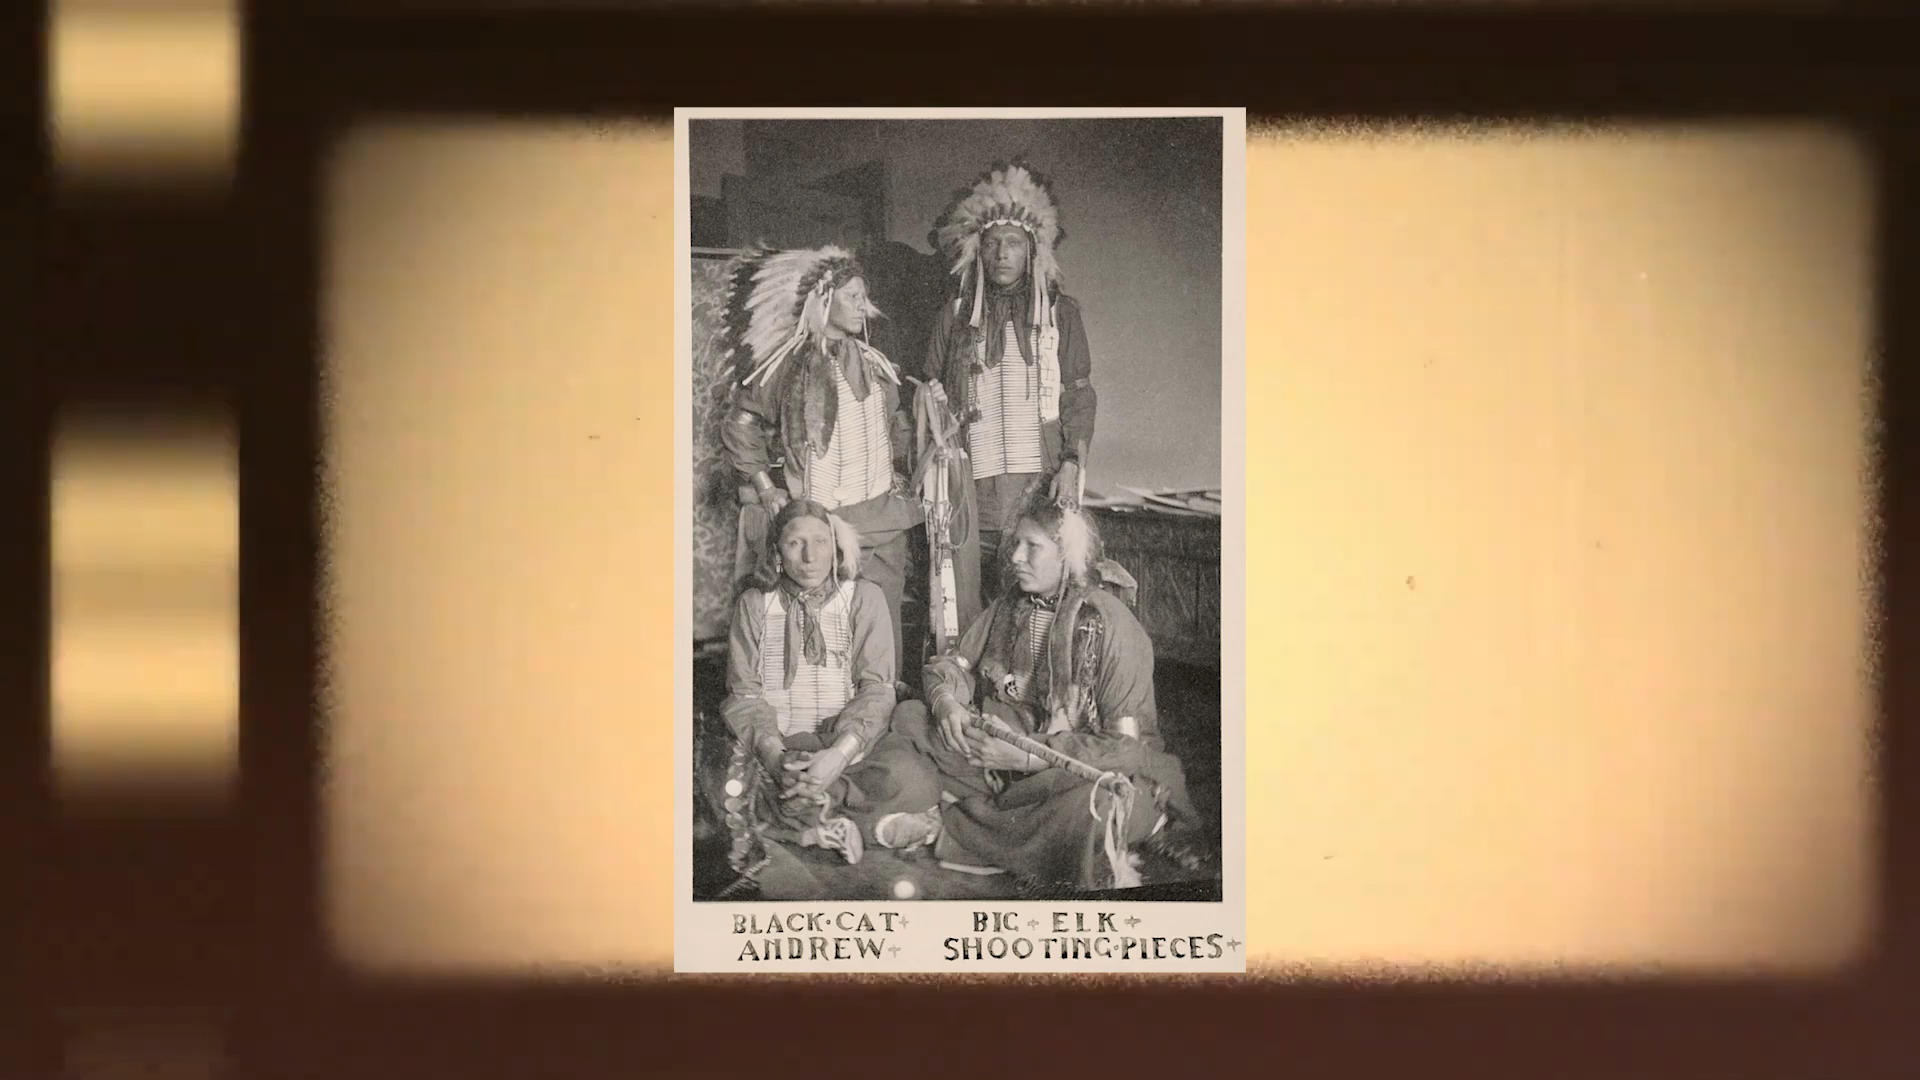 BLACK·CAT+ BIG + ELK +
ANDREW+ SHOOTING·PIECES+